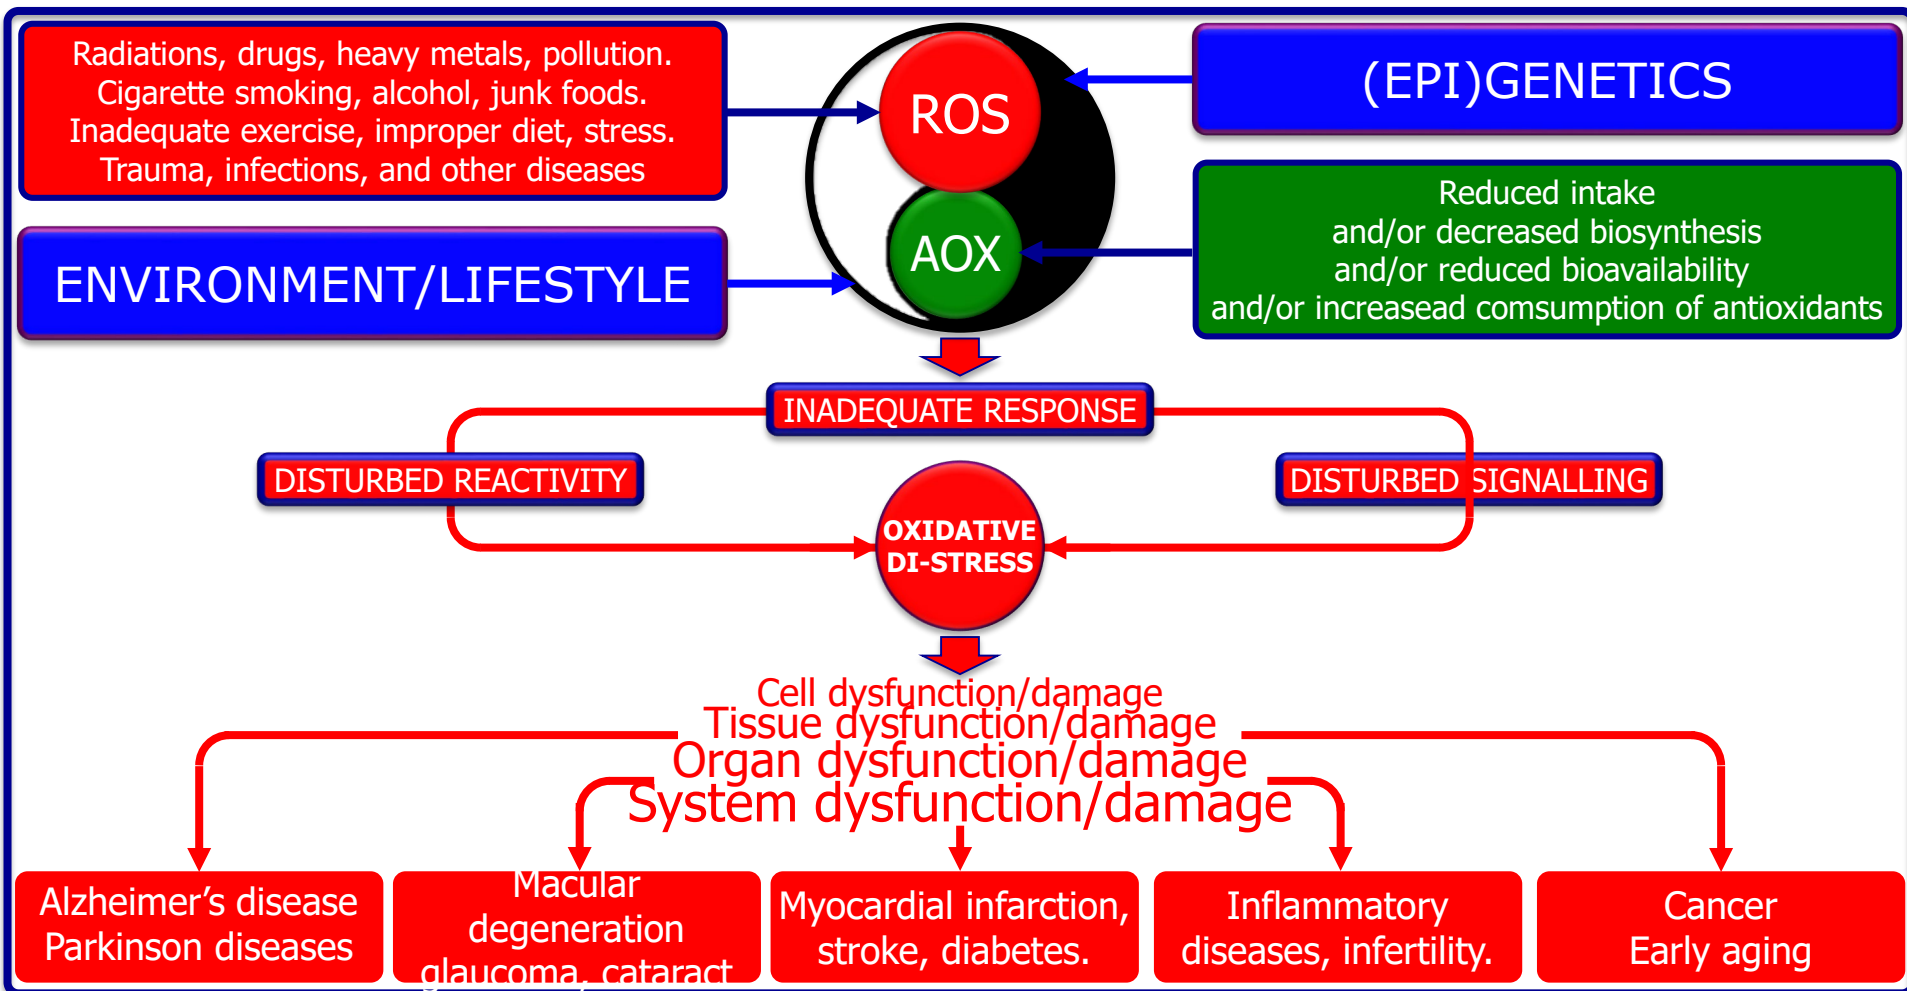 Radiations, drugs, heavy metals, pollution.
Cigarette smoking, alcohol, junk foods.
Inadequate exercise, improper diet, stress.
Trauma, infections, and other diseases
ROS
(EPI)GENETICS
ENVIRONMENT/LIFESTYLE
AOX
Reduced intake
and/or decreased biosynthesis
and/or reduced bioavailability
and/or increasead comsumption of antioxidants
INADEQUATE RESPONSE
DISTURBED REACTIVITY
DISTURBED SIGNALLING
OXIDATIVE
DI-STRESS
Cell dysfunction/damage
Tissue dysfunction/damage
Organ dysfunction/damage
System dysfunction/damage
Alzheimer’s disease
Parkinson diseases
Macular
degeneration
glaucoma, cataract
Myocardial infarction,
stroke, diabetes.
Inflammatory
diseases, infertility.
Cancer
Early aging